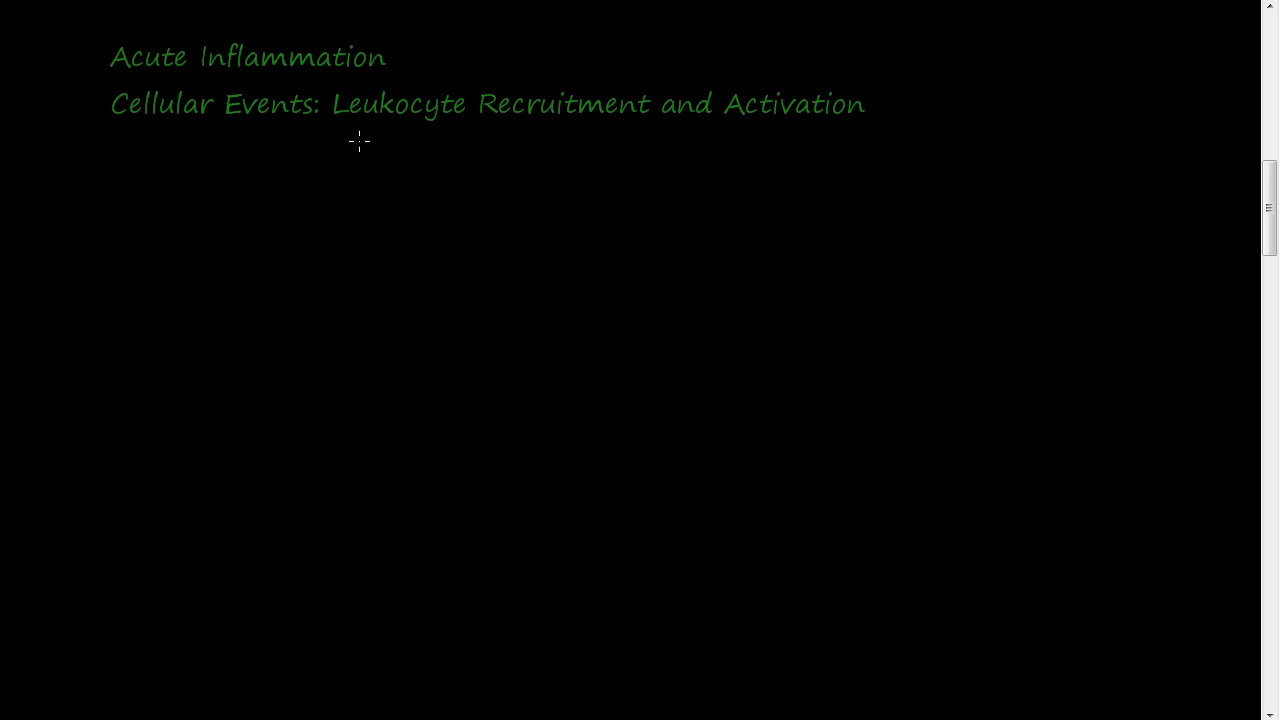 Acute Inflammation
Cellular Events: Leukocyte Recruitment and Activation